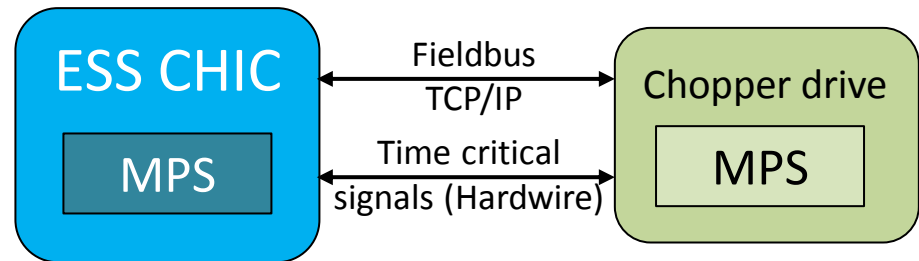 ESS CHIC
MPS
Fieldbus
TCP/IP
Time critical
signals (Hardwire)
Chopper drive
MPS